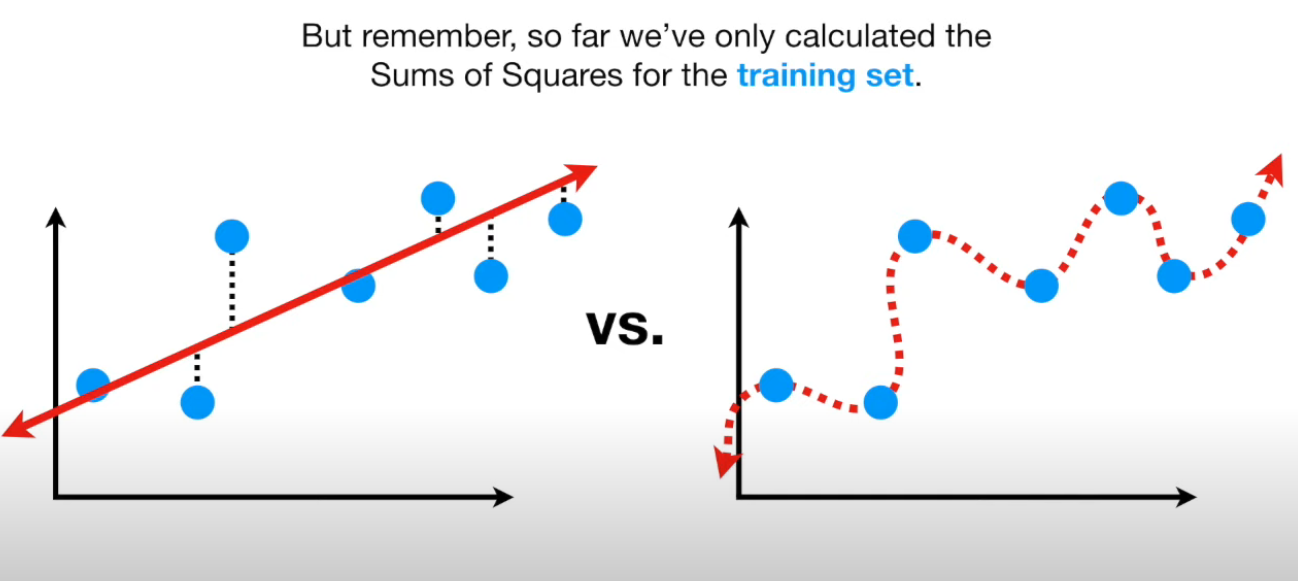 But remember, so far we’ve only calculated the
Sums of Squares for the training set.
vs.